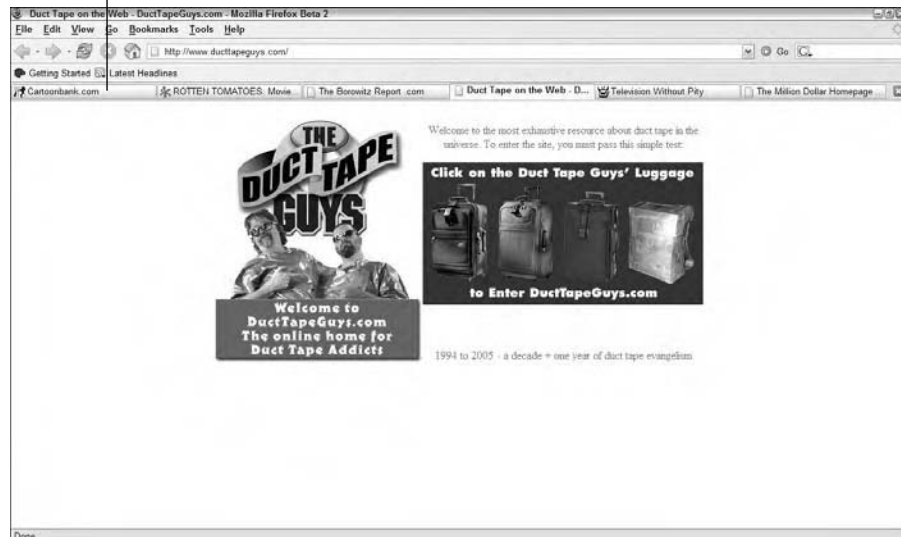 Duct Tape on the Web - DuctTapeGuys.com - Mozilla Firefox Beta 2
File Edit View Go Bookmarks Tools Help
http://www.ducttapeguys.com/ Go
Getting Started Latest Headlines
Cartoonbank.com ROTTEN TOMATOES: Movie... The Borowitz Report .com Duct Tape on the Web - D... Television Without Pity The Million Dollar Homepage ...
THE
DUCT TAPE
GUYS
Welcome to
DuctTapeGuys.com
The online home for
Duct Tape Addicts
Welcome to the most exhaustive resource about duct tape in the
universe. To enter the site, you must pass this simple test:
Click on the Duct Tape Guys' Luggage
to Enter DuctTapeGuys.com
1994 to 2005 - a decade + one year of duct tape evangelism
Done